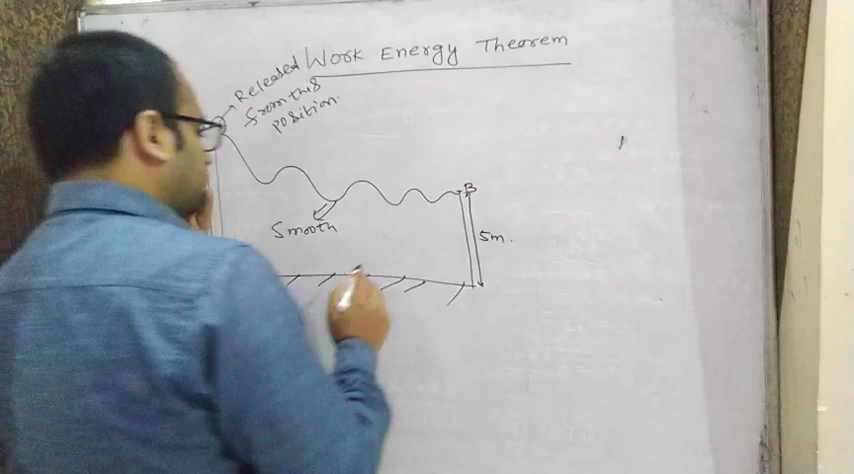 Work Energy Theorem
Released
from this
position.
B
Smooth
5m.